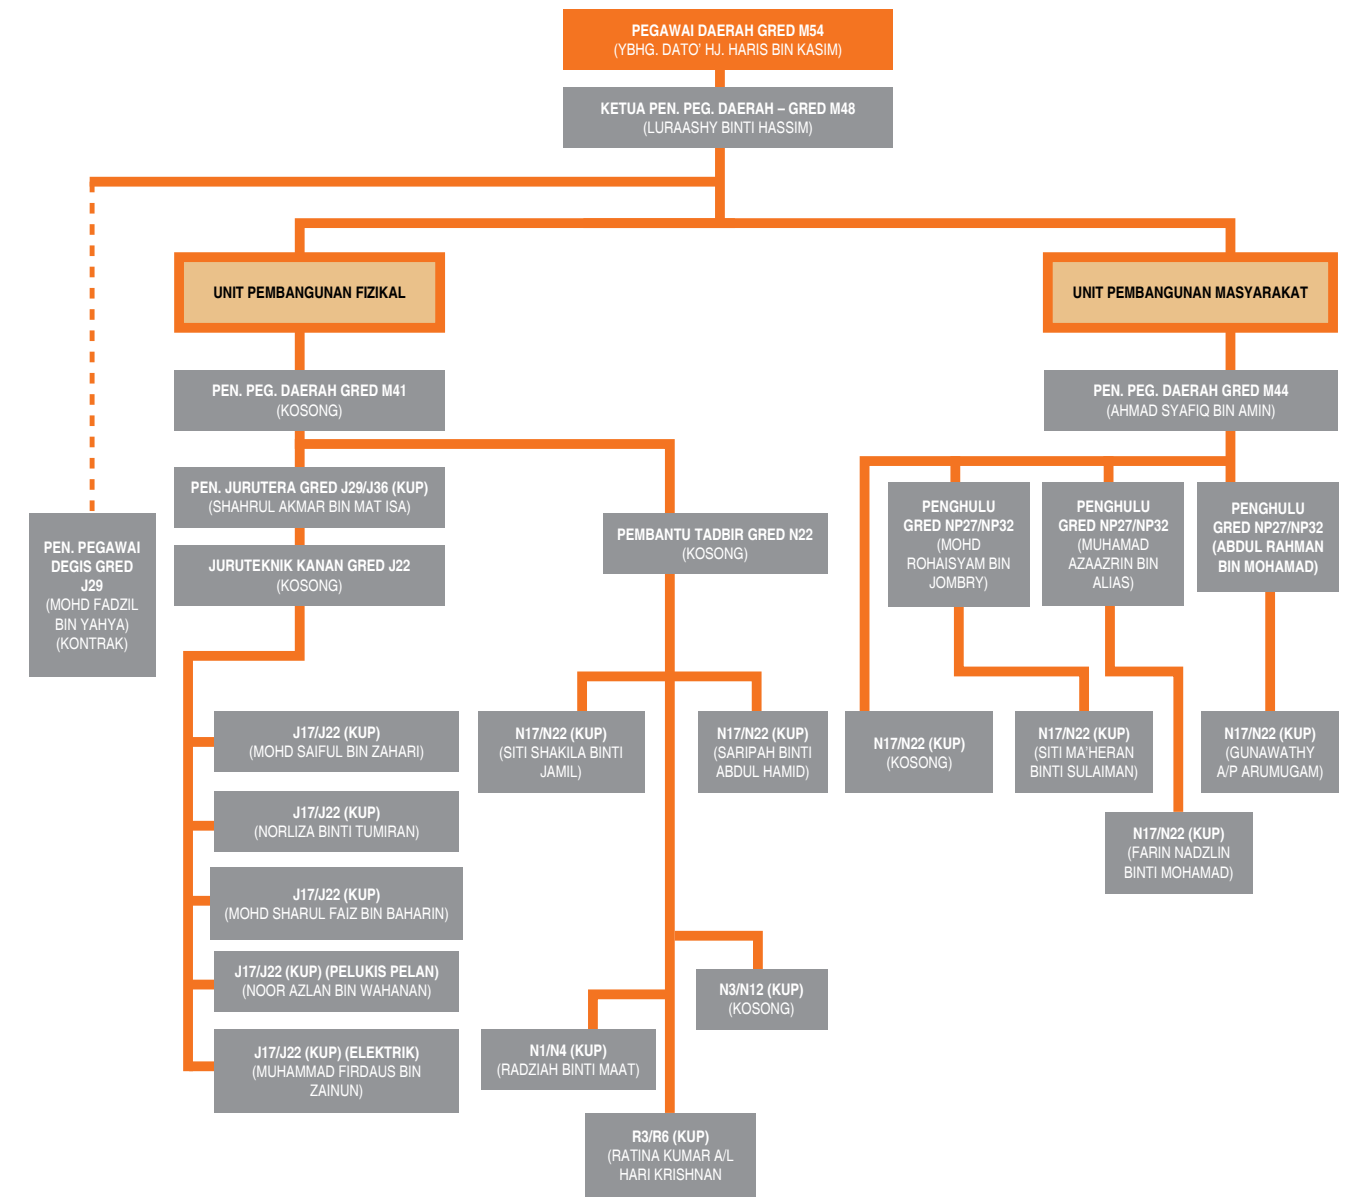 PEGAWAI DAERAH GRED M54
(YBHG. DATO' HJ. HARIS BIN KASIM)
KETUA PEN. PEG. DAERAH – GRED M48
(LURAASHY BINTI HASSIM)
UNIT PEMBANGUNAN FIZIKAL
UNIT PEMBANGUNAN MASYARAKAT
PEN. PEG. DAERAH GRED M41
(KOSONG)
PEN. PEG. DAERAH GRED M44
(AHMAD SYAFIQ BIN AMIN)
PEN. JURUTERA GRED J29/J36 (KUP)
(SHAHRUL AKMAR BIN MAT ISA)
JURUTEKNIK KANAN GRED J22
(KOSONG)
PEN. PEGAWAI
DEGIS GRED
J29
(MOHD FADZIL
BIN YAHYA)
(KONTRAK)
PEMBANTU TADBIR GRED N22
(KOSONG)
PENGHULU
GRED NP27/NP32
(MOHD
ROHAISYAM BIN
JOMBRY)
PENGHULU
GRED NP27/NP32
(MUHAMAD
AZAAZRIN BIN
ALIAS)
PENGHULU
GRED NP27/NP32
(ABDUL RAHMAN
BIN MOHAMAD)
J17/J22 (KUP)
(MOHD SAIFUL BIN ZAHARI)
J17/J22 (KUP)
(NORLIZA BINTI TUMIRAN)
J17/J22 (KUP)
(MOHD SHARUL FAIZ BIN BAHARIN)
J17/J22 (KUP) (PELUKIS PELAN)
(NOOR AZLAN BIN WAHANAN)
J17/J22 (KUP) (ELEKTRIK)
(MUHAMMAD FIRDAUS BIN
ZAINUN)
N17/N22 (KUP)
(SITI SHAKILA BINTI
JAMIL)
N17/N22 (KUP)
(SARIPAH BINTI
ABDUL HAMID)
N17/N22 (KUP)
(KOSONG)
N17/N22 (KUP)
(SITI MA'HERAN
BINTI SULAIMAN)
N17/N22 (KUP)
(GUNAWATHY
A/P ARUMUGAM)
N17/N22 (KUP)
(FARIN NADZLIN
BINTI MOHAMAD)
N3/N12 (KUP)
(KOSONG)
N1/N4 (KUP)
(RADZIAH BINTI MAAT)
R3/R6 (KUP)
(RATINA KUMAR A/L
HARI KRISHNAN